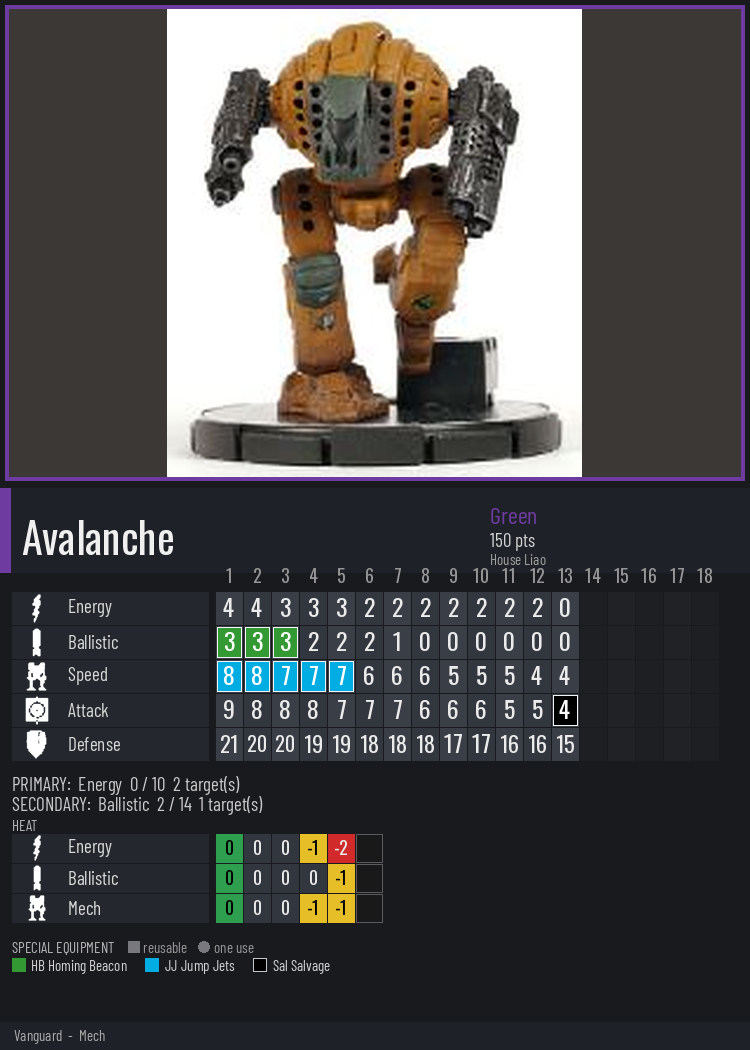 Avalanche
Green
150 pts
House Liao
1 2 3 4 5 6 7 8 9 10 11 12 13 14 15 16 17 18
Energy 4 4 3 3 3 2 2 2 2 2 2 2 0
Ballistic 3 3 3 2 2 2 1 0 0 0 0 0 0
Speed 8 8 7 7 7 6 6 6 5 5 5 4 4
Attack 9 8 8 8 7 7 7 6 6 6 5 5 4
Defense 21 20 20 19 19 18 18 18 17 17 16 16 15
PRIMARY: Energy 0 / 10 2 target(s)
SECONDARY: Ballistic 2 / 14 1 target(s)
HEAT
Energy 0 0 0 -1 -2
Ballistic 0 0 0 0 -1
Mech 0 0 0 -1 -1
SPECIAL EQUIPMENT reusable one use
HB Homing Beacon JJ Jump Jets Sal Salvage
Vanguard - Mech